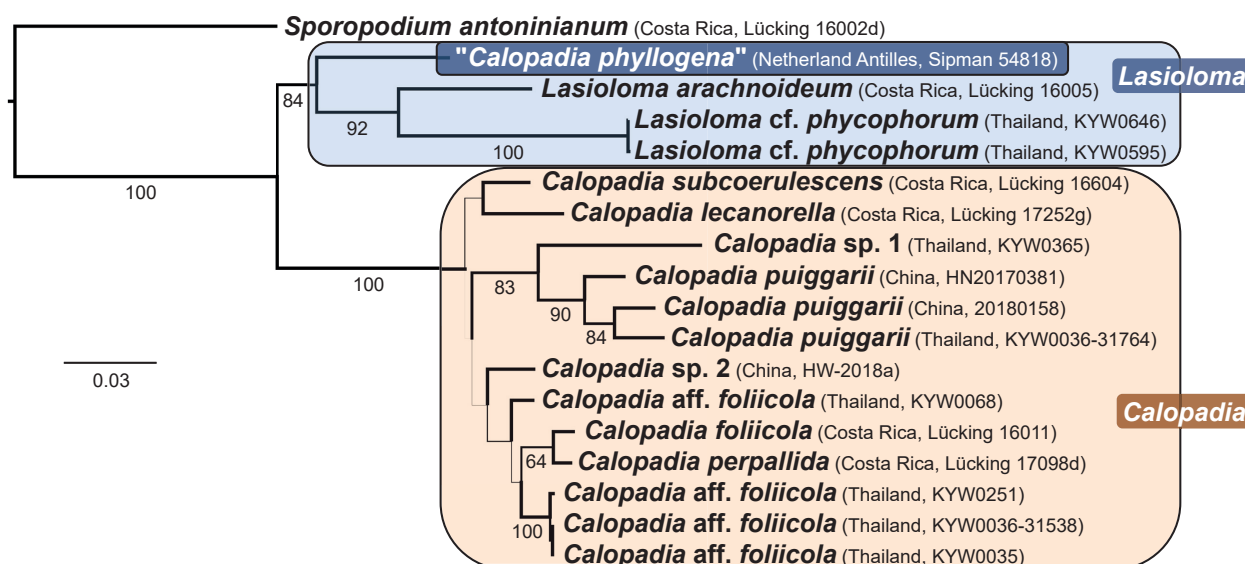 Sporopodium antoninianum (Costa Rica, Lücking 16002d)
"Calopadia phyllogena" (Netherland Antilles, Sipman 54818)
Lasioloma
84
Lasioloma arachnoideum (Costa Rica, Lücking 16005)
92
Lasioloma cf. phycophorum (Thailand, KYW0646)
100
Lasioloma cf. phycophorum (Thailand, KYW0595)
100
Calopadia subcoerulescens (Costa Rica, Lücking 16604)
Calopadia lecanorella (Costa Rica, Lücking 17252g)
Calopadia sp. 1 (Thailand, KYW0365)
100
83
Calopadia puiggarii (China, HN20170381)
90
Calopadia puiggarii (China, 20180158)
84
Calopadia puiggarii (Thailand, KYW0036-31764)
0.03
Calopadia sp. 2 (China, HW-2018a)
Calopadia aff. foliicola (Thailand, KYW0068)
Calopadia
Calopadia foliicola (Costa Rica, Lücking 16011)
64
Calopadia perpallida (Costa Rica, Lücking 17098d)
Calopadia aff. foliicola (Thailand, KYW0251)
100
Calopadia aff. foliicola (Thailand, KYW0036-31538)
Calopadia aff. foliicola (Thailand, KYW0035)